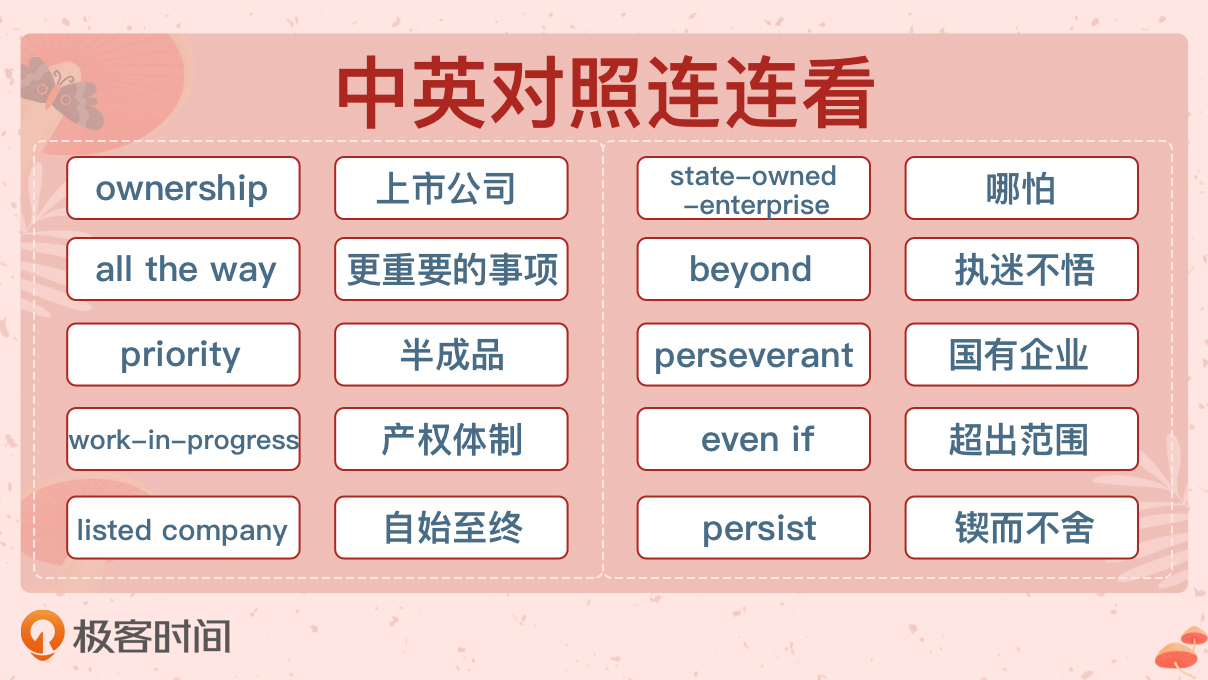 中英对照连连看
ownership 上市公司 state-owned -enterprise 哪怕
all the way 更重要的事项 beyond 执迷不悟
priority 半成品 perseverant 国有企业
work-in-progress 产权体制 even if 超出范围
listed company 自始至终 persist 锲而不舍
极客时间